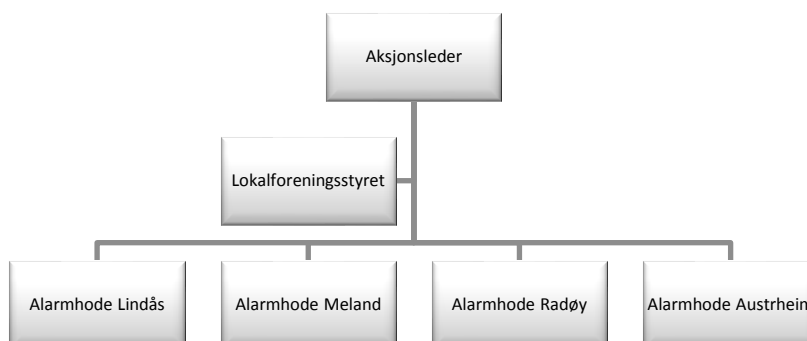 Aksjonsleder
Lokalforeningsstyret
Alarmhode Lindås
Alarmhode Meland
Alarmhode Radøy
Alarmhode Austrheim